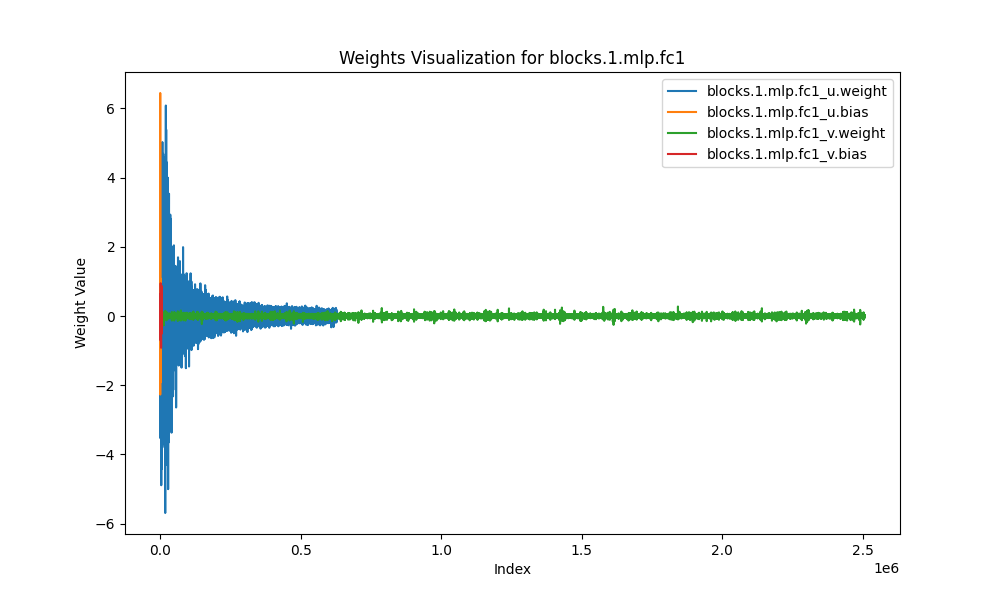 Weights Visualization for blocks.1.mlp.fc1
blocks.1.mlp.fc1_u.weight
blocks.1.mlp.fc1_u.bias
blocks.1.mlp.fc1_v.weight
blocks.1.mlp.fc1_v.bias
Weight Value
6
4
2
0
−2
−4
−6
0.0 0.5 1.0 1.5 2.0 2.5
1e6
Index